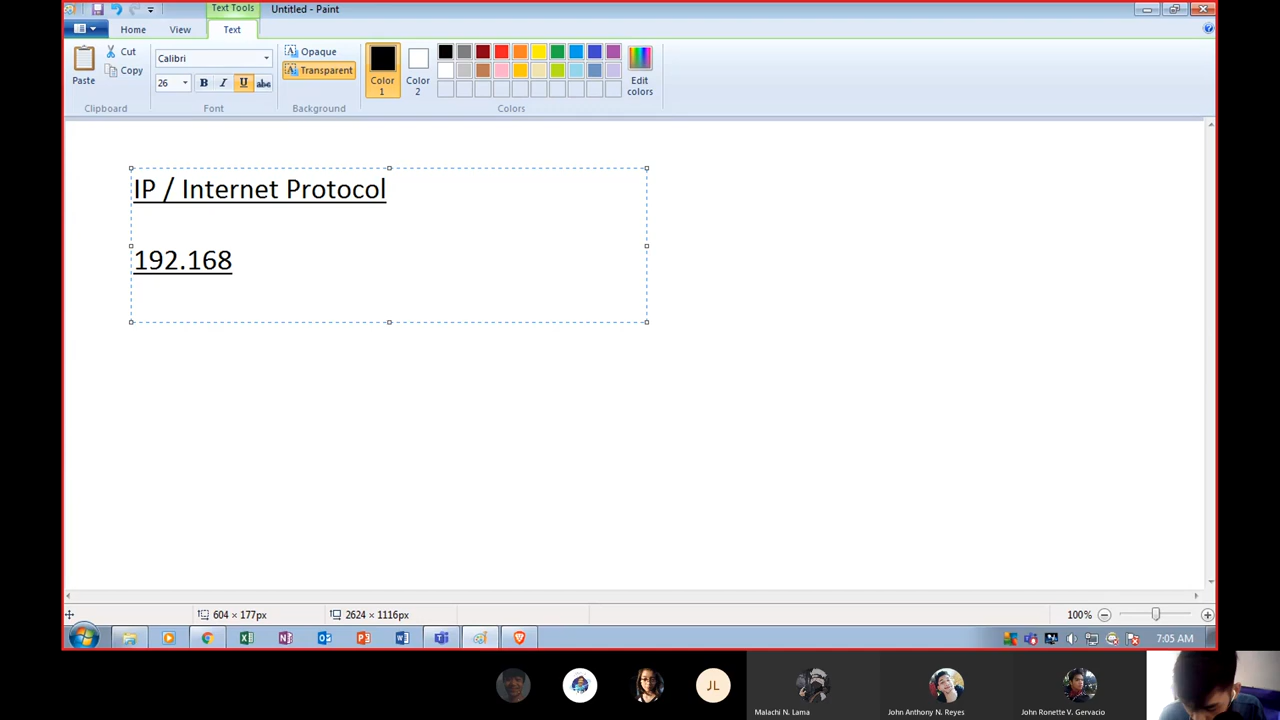 Text Tools
Untitled - Paint
Home
View
Text
Paste
Cut
Copy
Clipboard
Calibri
26
B
I
U
abc
Font
Opaque
Transparent
Background
Color
1
Color
2
Edit
colors
Colors
IP / Internet Protocol
192.168
604 × 177px
2624 × 1116px
100%
7:05 AM
JL
Malachi N. Lama
John Anthony N. Reyes
John Ronette V. Gervacio